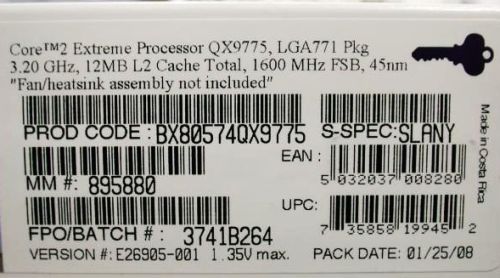 Core™2 Extreme Processor QX9775, LGA771 Pkg
3.20 GHz, 12MB L2 Cache Total, 1600 MHz FSB, 45nm
"Fan/heatsink assembly not included"
PROD CODE : BX80574QX9775 S-SPEC: SLANY
EAN :
5 032037 008280
MM #: 895880
UPC:
7 35858 19945 2
FPO/BATCH # : 3741B264
VERSION #: E26905-001 1.35V max. PACK DATE: 01/25/08
Made in Costa Rica